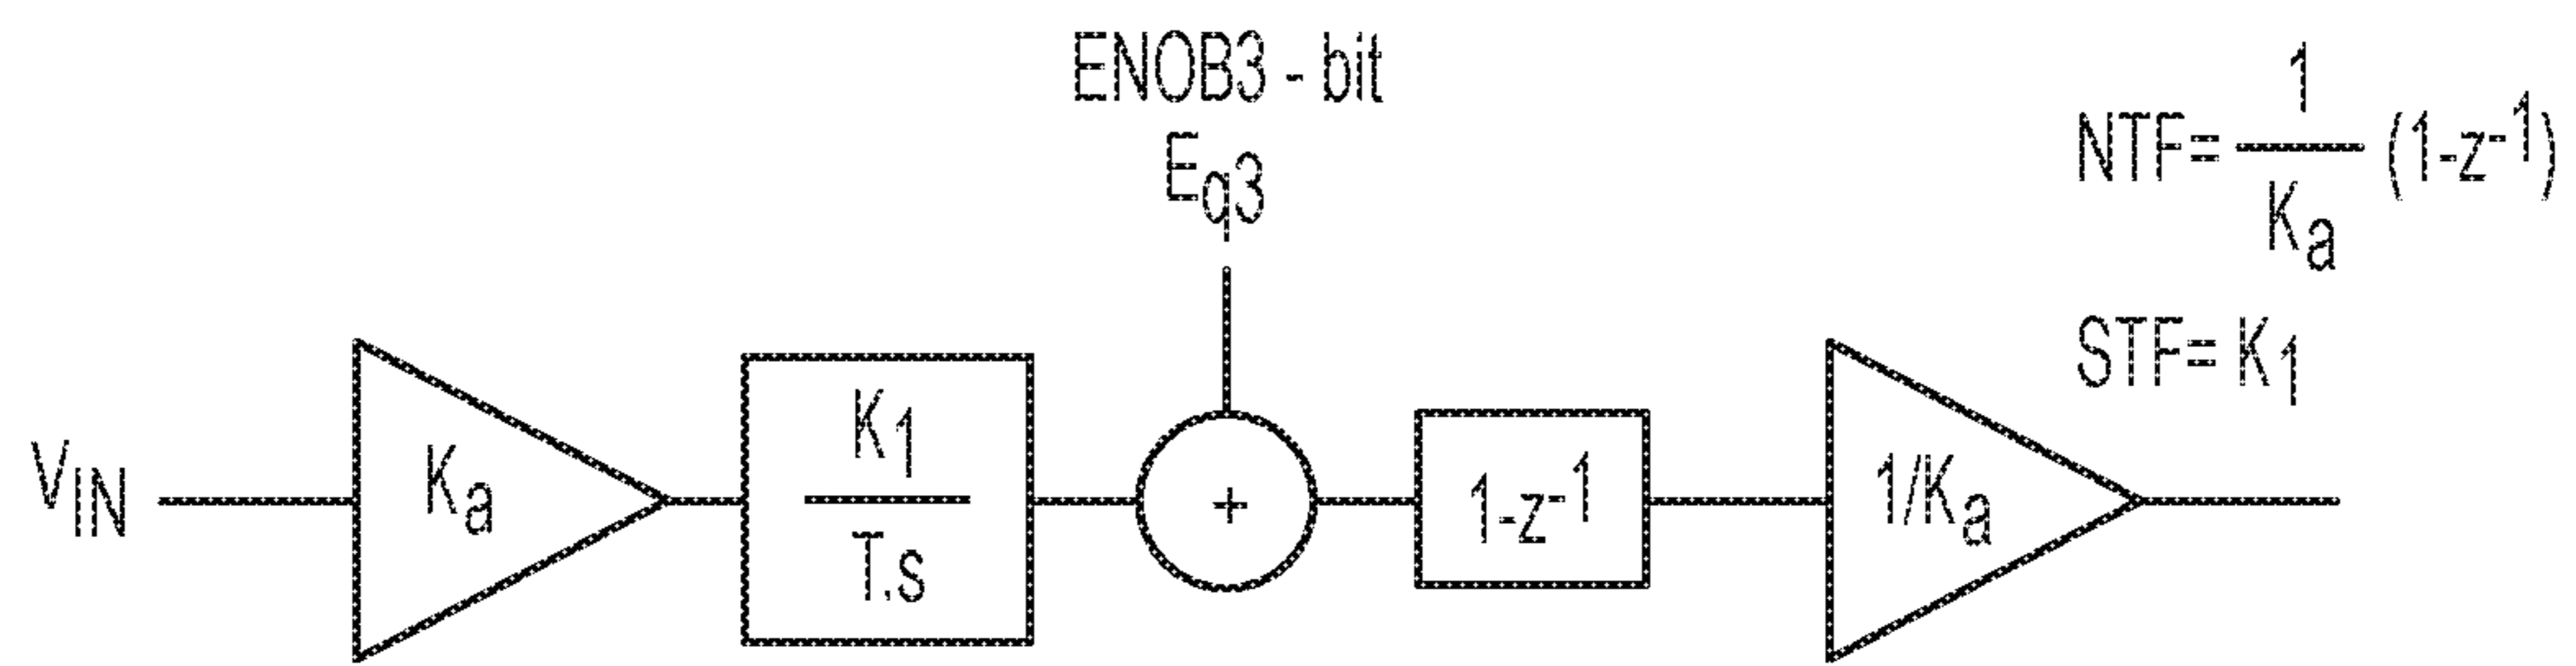 ENOB3 - bit
Eq3
NTF= 1/Ka (1-z-1)
STF= K1
VIN
Ka
K1
T.s
+
1-z-1
1/Ka